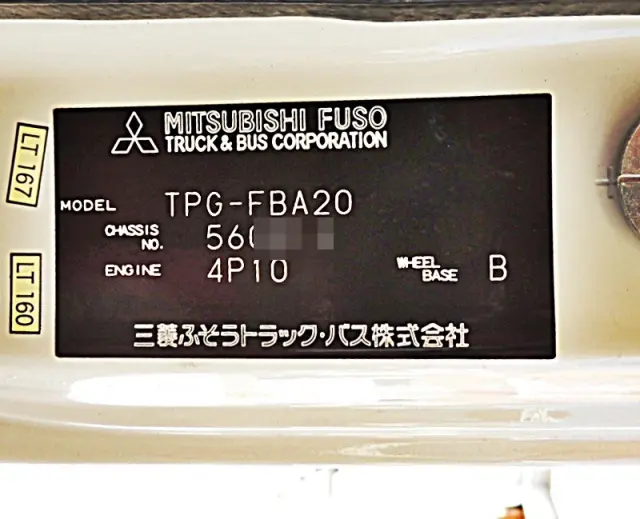 MITSUBISHI FUSO
TRUCK & BUS CORPORATION
LT 167
MODEL TPG-FBA20
CHASSIS NO. 56
ENGINE 4P10 WHEEL BASE B
LT 160
三菱ふそうトラック・バス株式会社